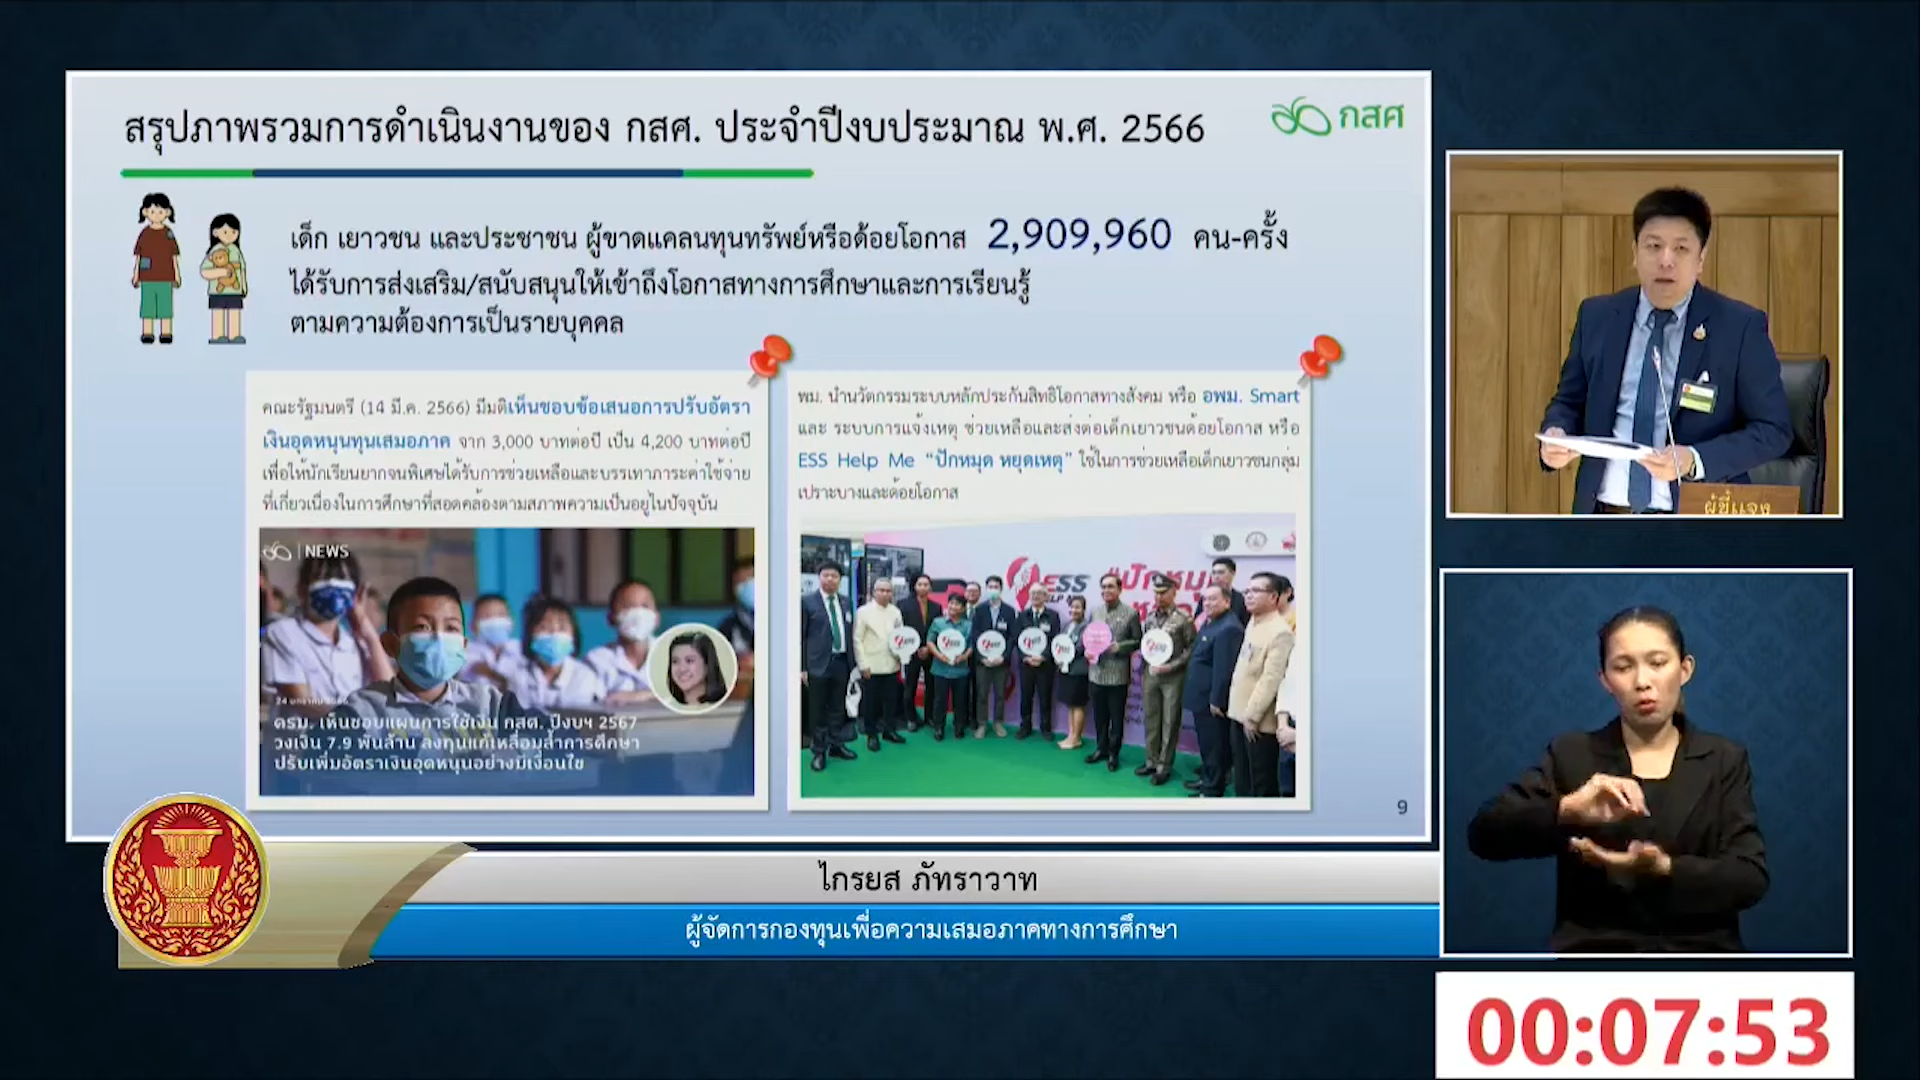 สรุปภาพรวมการดำเนินงานของ กสศ. ประจำปีงบประมาณ พ.ศ. 2566
กสศ
เด็ก เยาวชน และประชาชน ผู้ขาดแคลนทุนทรัพย์หรือด้อยโอกาส 2,909,960 คน-ครั้ง
ได้รับการส่งเสริม/สนับสนุนให้เข้าถึงโอกาสทางการศึกษาและการเรียนรู้
ตามความต้องการเป็นรายบุคคล
คณะรัฐมนตรี (14 มี.ค. 2566) มีมติเห็นชอบข้อเสนอการปรับอัตรา
เงินอุดหนุนทุนเสมอภาค จาก 3,000 บาทต่อปี เป็น 4,200 บาทต่อปี
เพื่อให้นักเรียนยากจนพิเศษได้รับการช่วยเหลือและบรรเทาภาระค่าใช้จ่าย
ที่เกี่ยวเนื่องในการศึกษาที่สอดคล้องตามสภาพความเป็นอยู่ในปัจจุบัน
NEWS
ครม. เห็นชอบแผนการใช้เงิน กสศ. ปีงบฯ 2567
วงเงิน 7.9 พันล้าน ลงทุนแก้เหลื่อมล้ำการศึกษา
ปรับเพิ่มอัตราเงินอุดหนุนอย่างมีเงื่อนไข
พม. นำนวัตกรรมระบบหลักประกันสิทธิโอกาสทางสังคม หรือ อพม. Smart
และ ระบบการแจ้งเหตุ ช่วยเหลือและส่งต่อเด็กเยาวชนด้อยโอกาส หรือ
ESS Help Me “ปักหมุด หยุดเหตุ” ใช้ในการช่วยเหลือเด็กเยาวชนกลุ่ม
เปราะบางและด้อยโอกาส
ESS
9
ผู้ชี้แจง
ไกรยส ภัทราวาท
ผู้จัดการกองทุนเพื่อความเสมอภาคทางการศึกษา
00:07:53